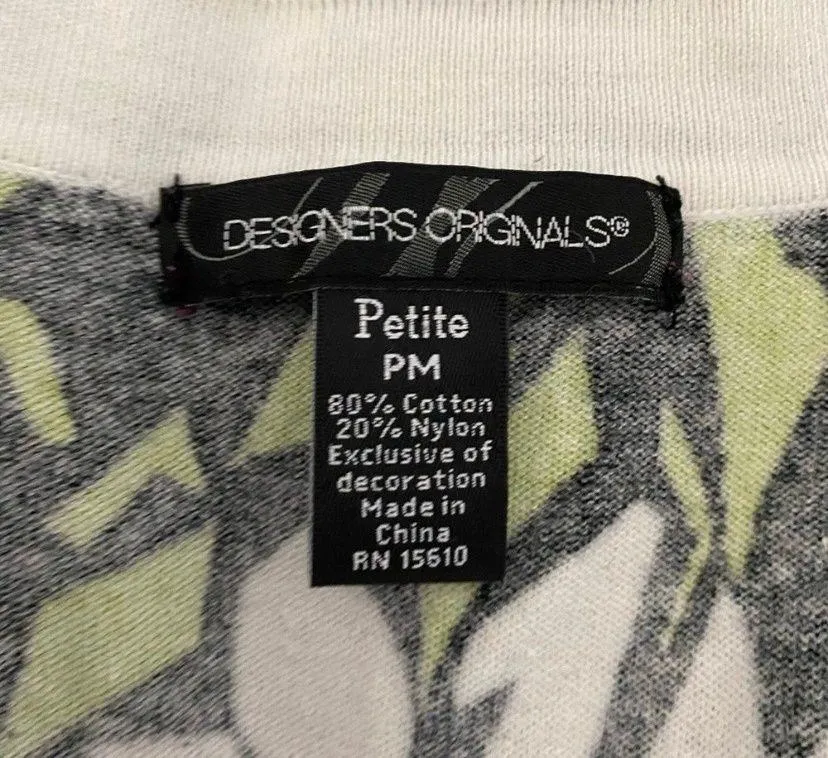 DESIGNERS ORIGINALS®
Petite
PM
80% Cotton
20% Nylon
Exclusive of
decoration
Made in
China
RN 15610